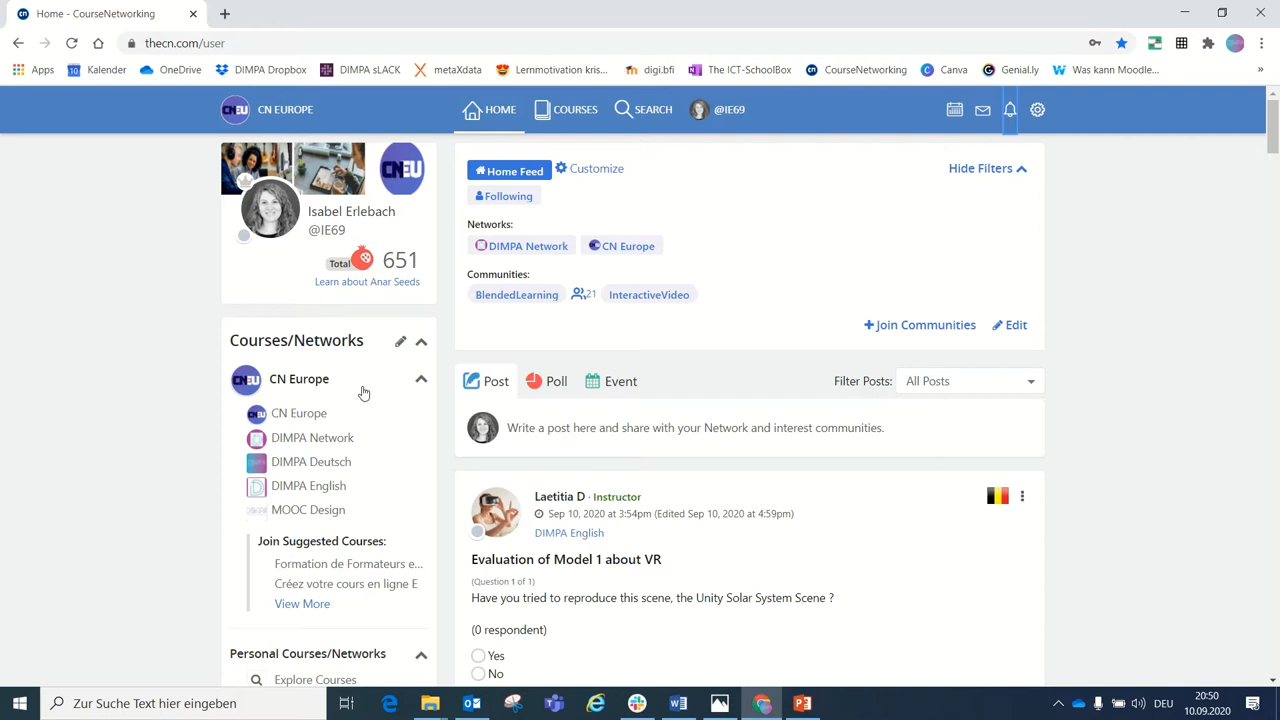 Home - CourseNetworking
thecn.com/user
Apps
Kalender
OneDrive
DIMPA Dropbox
DIMPA sLACK
metaXdata
Lernmotivation kris...
digi.bfi
The ICT-SchoolBox
CourseNetworking
Canva
Genial.ly
Was kann Moodle...
»
CNEU
CN EUROPE
HOME
COURSES
SEARCH
@IE69
CNEU
Isabel Erlebach
@IE69
Total
651
Learn about Anar Seeds
Home Feed
Customize
Hide Filters
Following
Networks:
DIMPA Network
CN Europe
Communities:
BlendedLearning
21
InteractiveVideo
+ Join Communities
Edit
Courses/Networks
CNEU
CN Europe
CN Europe
DIMPA Network
DIMPA Deutsch
DIMPA English
MOOC Design
Join Suggested Courses:
Formation de Formateurs e...
Créez votre cours en ligne E
View More
Personal Courses/Networks
Explore Courses
Post
Poll
Event
Filter Posts:
All Posts
Write a post here and share with your Network and interest communities.
Laetitia D · Instructor
Sep 10, 2020 at 3:54pm (Edited Sep 10, 2020 at 4:59pm)
DIMPA English
Evaluation of Model 1 about VR
(Question 1 of 1)
Have you tried to reproduce this scene, the Unity Solar System Scene ?
(0 respondent)
Yes
No
Zur Suche Text hier eingeben
DEU
20:50
10.09.2020